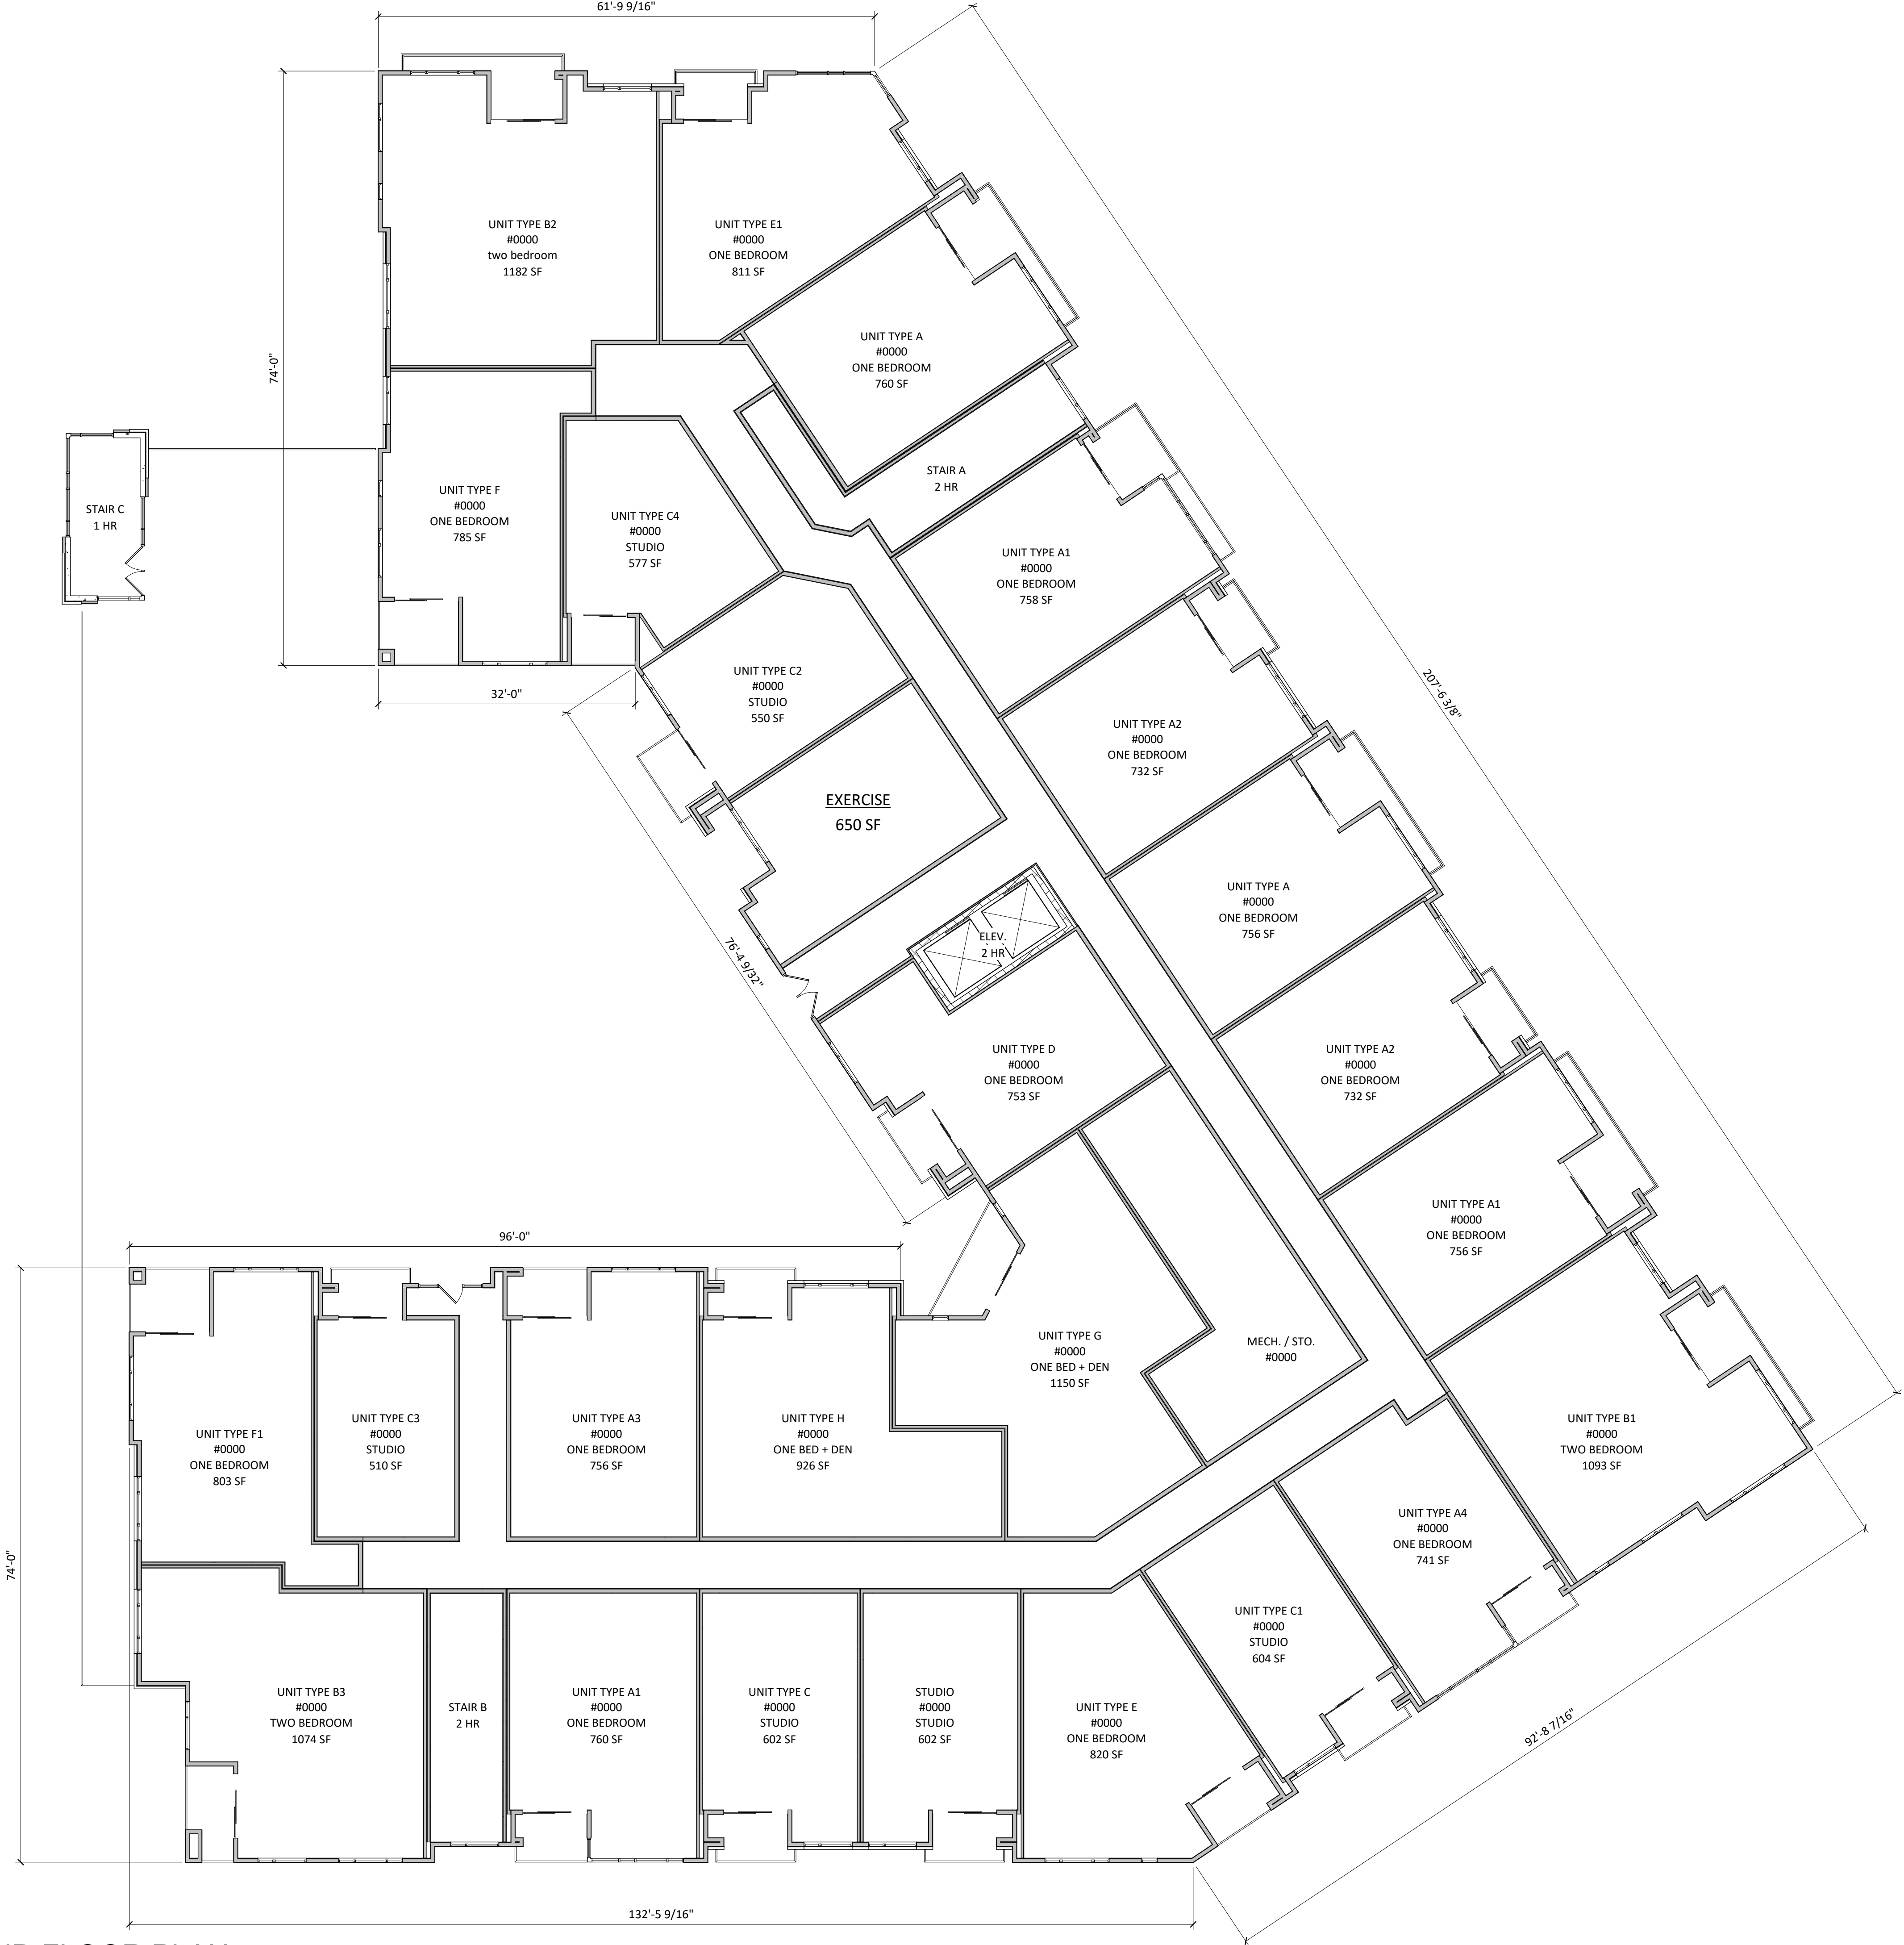 61'-9 9/16"
74'-0"
UNIT TYPE B2
#0000
two bedroom
1182 SF
UNIT TYPE E1
#0000
ONE BEDROOM
811 SF
UNIT TYPE A
#0000
ONE BEDROOM
760 SF
STAIR A
2 HR
UNIT TYPE F
#0000
ONE BEDROOM
785 SF
UNIT TYPE C4
#0000
STUDIO
577 SF
STAIR C
1 HR
UNIT TYPE A1
#0000
ONE BEDROOM
758 SF
UNIT TYPE C2
#0000
STUDIO
550 SF
32'-0"
207'-6 3/8"
UNIT TYPE A2
#0000
ONE BEDROOM
732 SF
EXERCISE
650 SF
UNIT TYPE A
#0000
ONE BEDROOM
756 SF
ELEV.
2 HR
76'-4 9/32"
UNIT TYPE D
#0000
ONE BEDROOM
753 SF
UNIT TYPE A2
#0000
ONE BEDROOM
732 SF
UNIT TYPE A1
#0000
ONE BEDROOM
756 SF
96'-0"
74'-0"
UNIT TYPE G
#0000
ONE BED + DEN
1150 SF
MECH. / STO.
#0000
UNIT TYPE F1
#0000
ONE BEDROOM
803 SF
UNIT TYPE C3
#0000
STUDIO
510 SF
UNIT TYPE A3
#0000
ONE BEDROOM
756 SF
UNIT TYPE H
#0000
ONE BED + DEN
926 SF
UNIT TYPE B1
#0000
TWO BEDROOM
1093 SF
UNIT TYPE A4
#0000
ONE BEDROOM
741 SF
UNIT TYPE C1
#0000
STUDIO
604 SF
UNIT TYPE B3
#0000
TWO BEDROOM
1074 SF
STAIR B
2 HR
UNIT TYPE A1
#0000
ONE BEDROOM
760 SF
UNIT TYPE C
#0000
STUDIO
602 SF
STUDIO
#0000
STUDIO
602 SF
UNIT TYPE E
#0000
ONE BEDROOM
820 SF
92'-8 7/16"
132'-5 9/16"